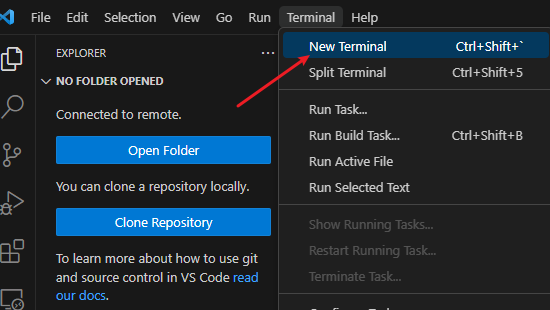 File Edit Selection View Go Run Terminal Help
EXPLORER
NO FOLDER OPENED
Connected to remote.
Open Folder
You can clone a repository locally.
Clone Repository
To learn more about how to use git
and source control in VS Code read
our docs.
New Terminal Ctrl+Shift+`
Split Terminal Ctrl+Shift+5
Run Task...
Run Build Task... Ctrl+Shift+B
Run Active File
Run Selected Text
Show Running Tasks...
Restart Running Task...
Terminate Task...